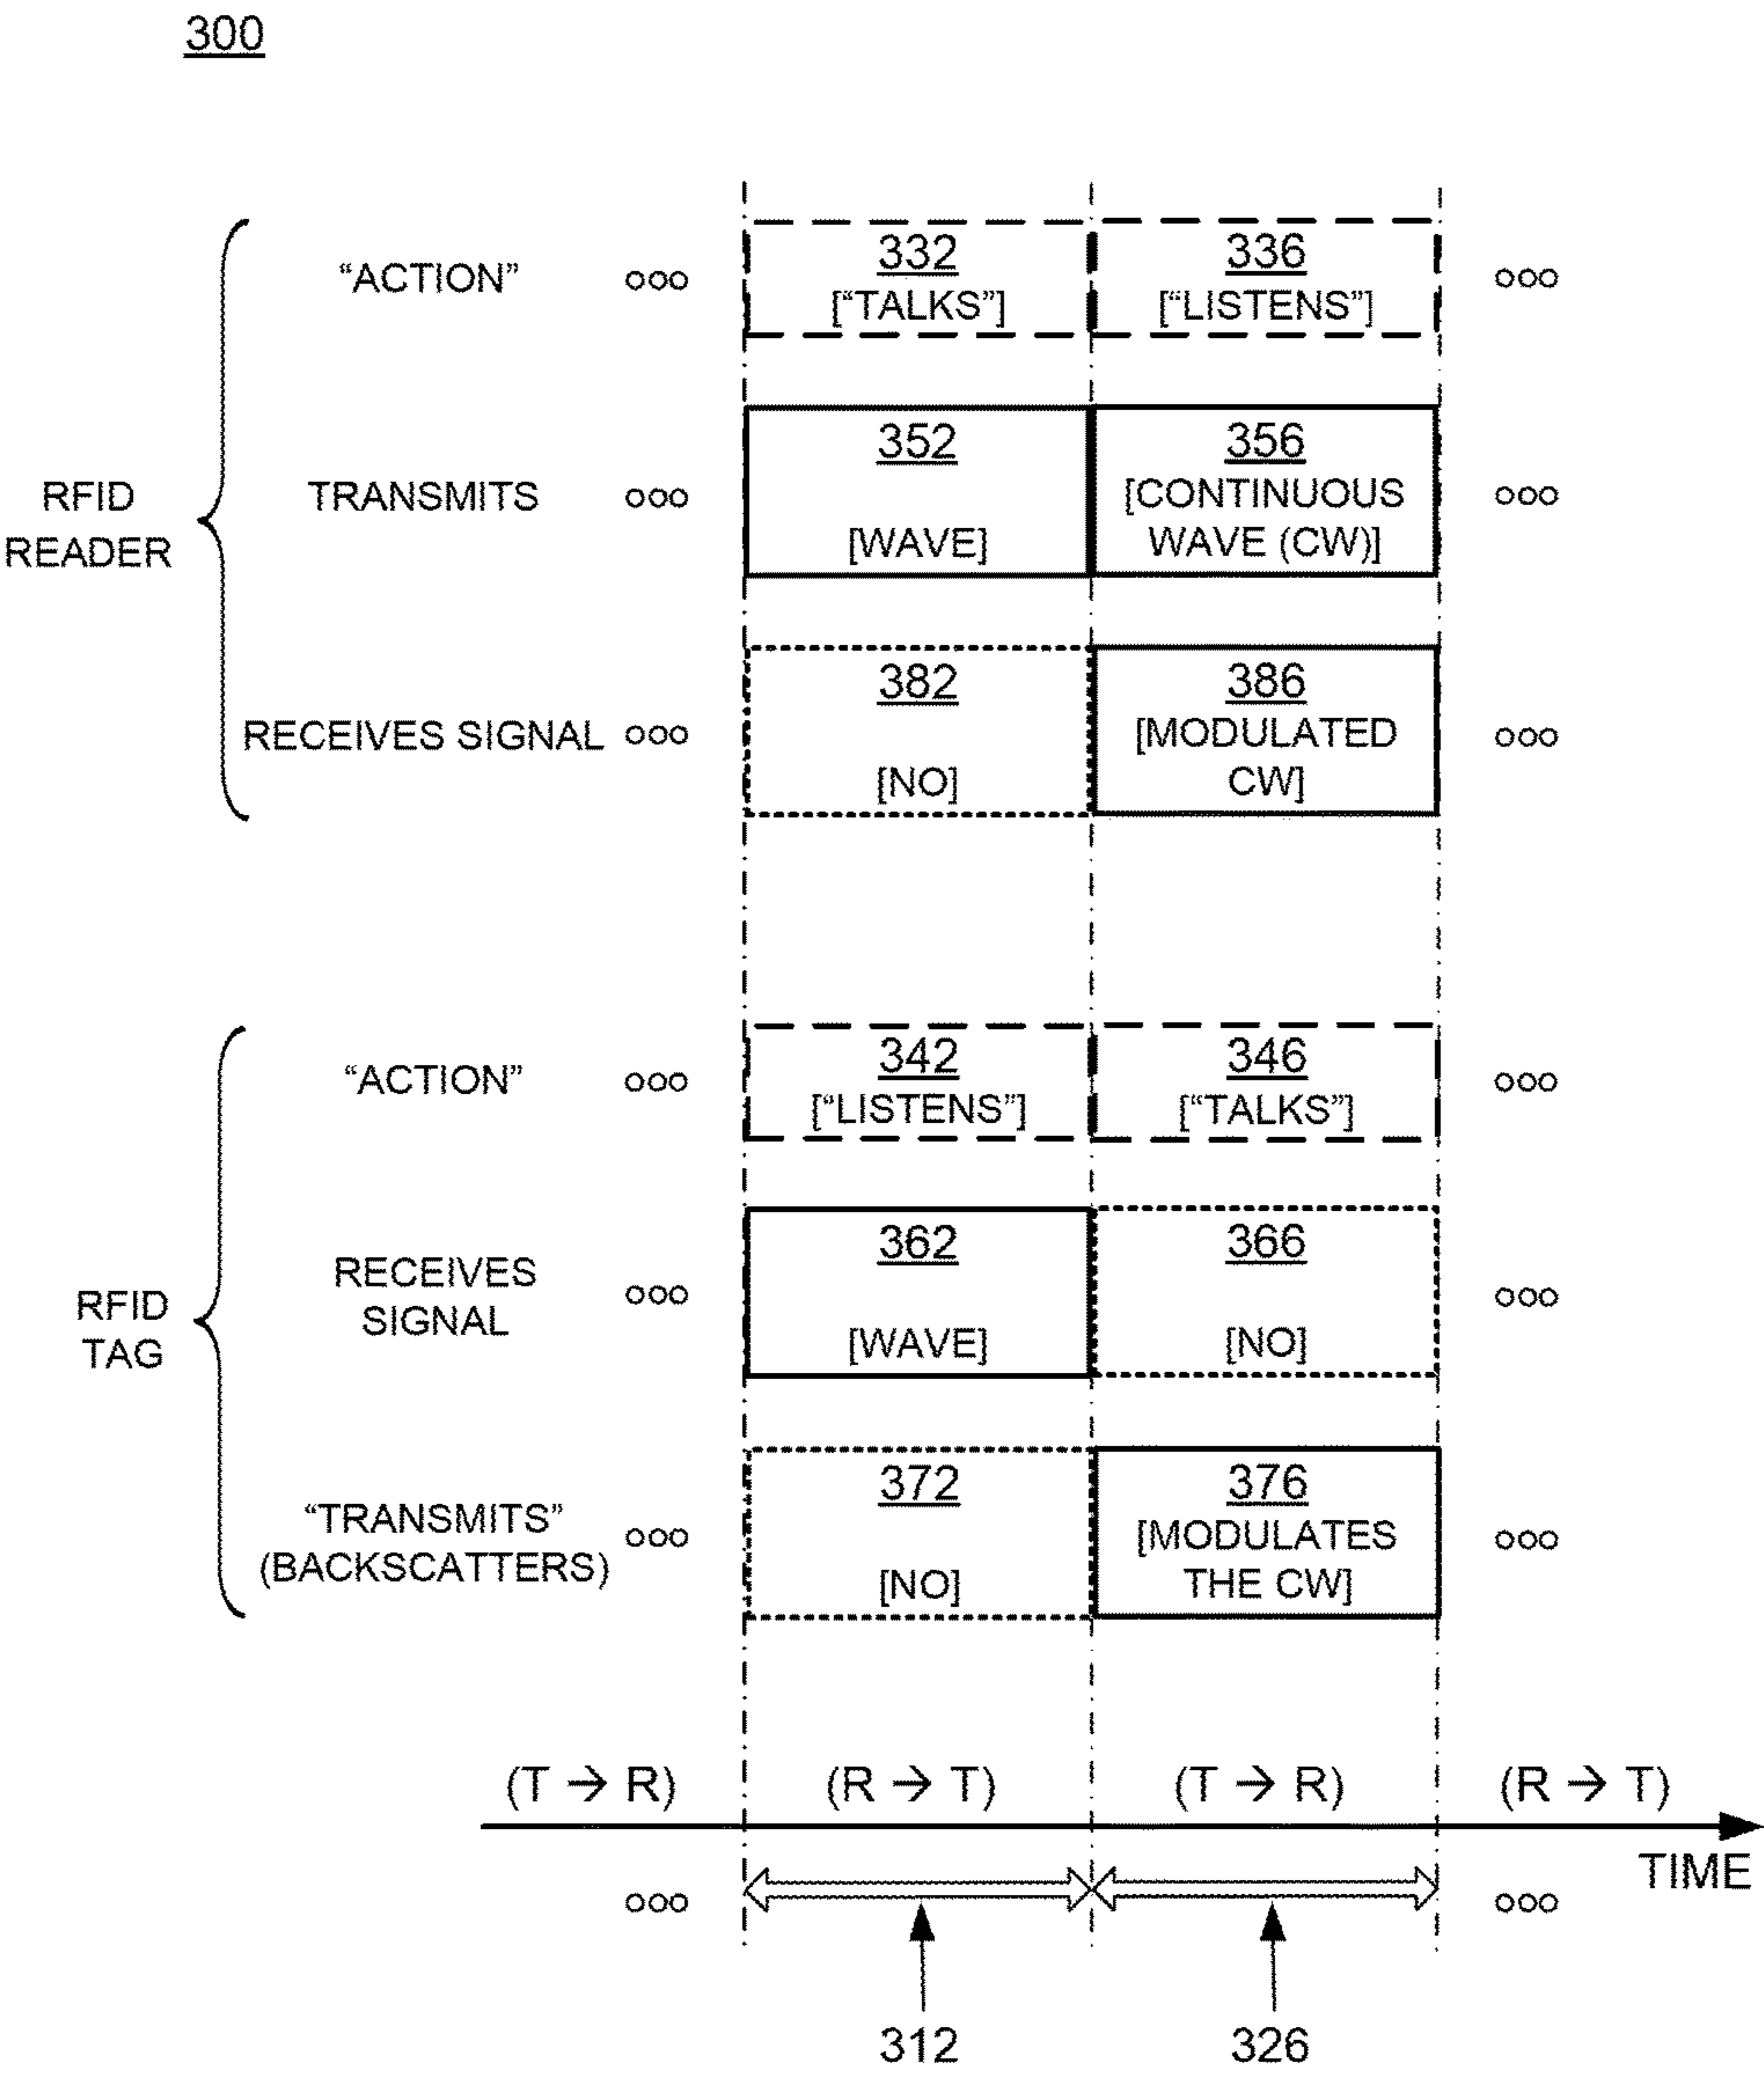 300
“ACTION” ooo 332 336 ooo
[“TALKS”] [“LISTENS”]
RFID
READER
TRANSMITS ooo 352 356 ooo
[WAVE] [CONTINUOUS
WAVE (CW)]
RECEIVES SIGNAL ooo 382 386 ooo
[NO] [MODULATED
CW]
“ACTION” ooo 342 346 ooo
[“LISTENS”] [“TALKS”]
RFID
TAG
RECEIVES
SIGNAL
ooo 362 366 ooo
[WAVE] [NO]
“TRANSMITS”
(BACKSCATTERS)
ooo 372 376 ooo
[NO] [MODULATES
THE CW]
(T → R) (R → T) (T → R) (R → T)
TIME
ooo ooo
312 326